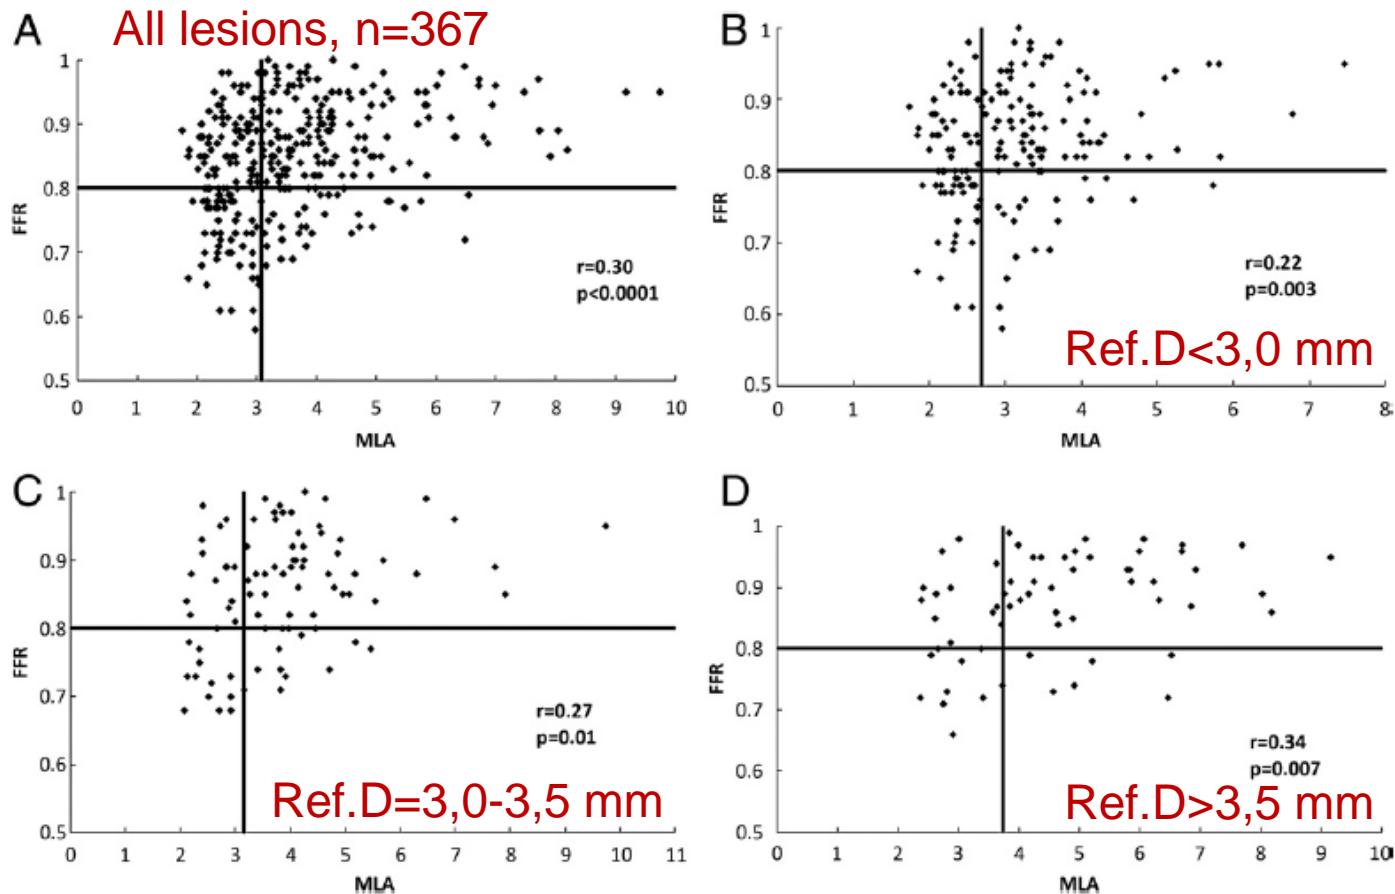 A
All lesions, n=367
FFR
1
0.9
0.8
0.7
0.6
0.5
0 1 2 3 4 5 6 7 8 9 10
MLA
r=0.30
p<0.0001
B
FFR
1
0.9
0.8
0.7
0.6
0.5
0 1 2 3 4 5 6 7 8
MLA
r=0.22
p=0.003
Ref.D<3,0 mm
C
FFR
1
0.9
0.8
0.7
0.6
0.5
0 1 2 3 4 5 6 7 8 9 10 11
MLA
r=0.27
p=0.01
Ref.D=3,0-3,5 mm
D
FFR
1
0.9
0.8
0.7
0.6
0.5
0 1 2 3 4 5 6 7 8 9 10
MLA
r=0.34
p=0.007
Ref.D>3,5 mm